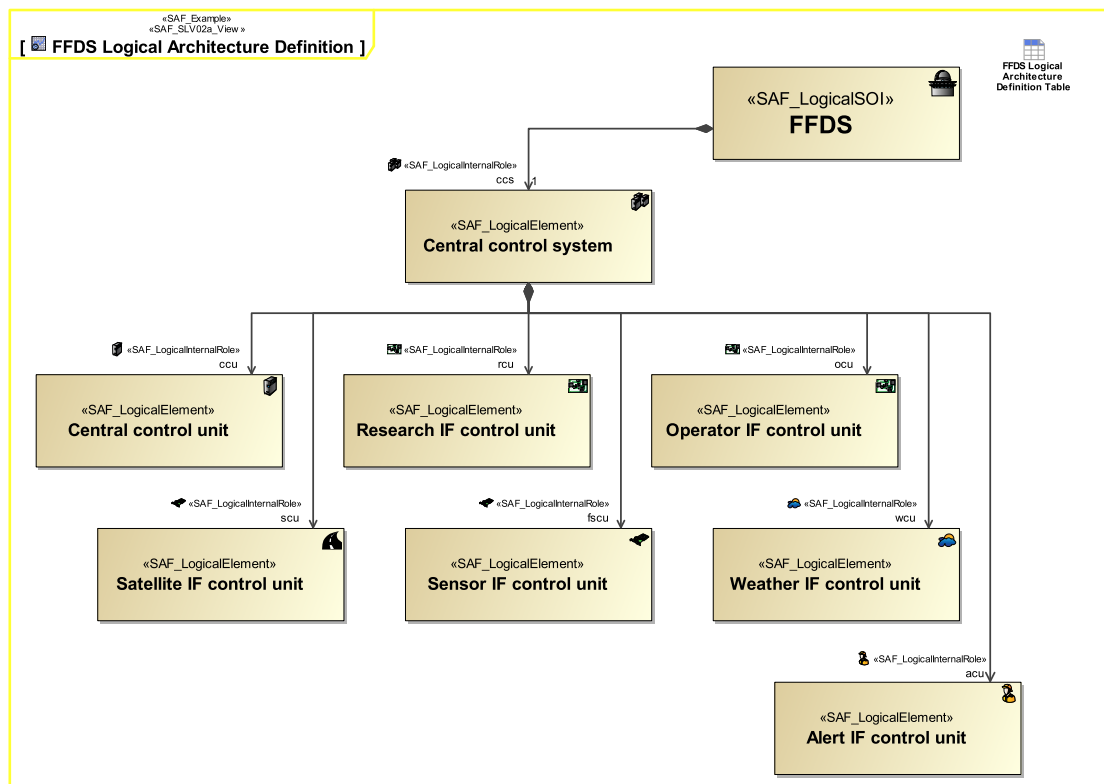 «SAF_Example»
«SAF_SLV02a_View »
[ FFDS Logical Architecture Definition ]
FFDS Logical
Architecture
Definition Table
«SAF_LogicalSOI»
FFDS
«SAF_LogicalInternalRole»
ccs
1
«SAF_LogicalElement»
Central control system
«SAF_LogicalInternalRole»
ccu
«SAF_LogicalInternalRole»
rcu
«SAF_LogicalInternalRole»
ocu
«SAF_LogicalElement»
Central control unit
«SAF_LogicalElement»
Research IF control unit
«SAF_LogicalElement»
Operator IF control unit
«SAF_LogicalInternalRole»
scu
«SAF_LogicalInternalRole»
fscu
«SAF_LogicalInternalRole»
wcu
«SAF_LogicalElement»
Satellite IF control unit
«SAF_LogicalElement»
Sensor IF control unit
«SAF_LogicalElement»
Weather IF control unit
«SAF_LogicalInternalRole»
acu
«SAF_LogicalElement»
Alert IF control unit